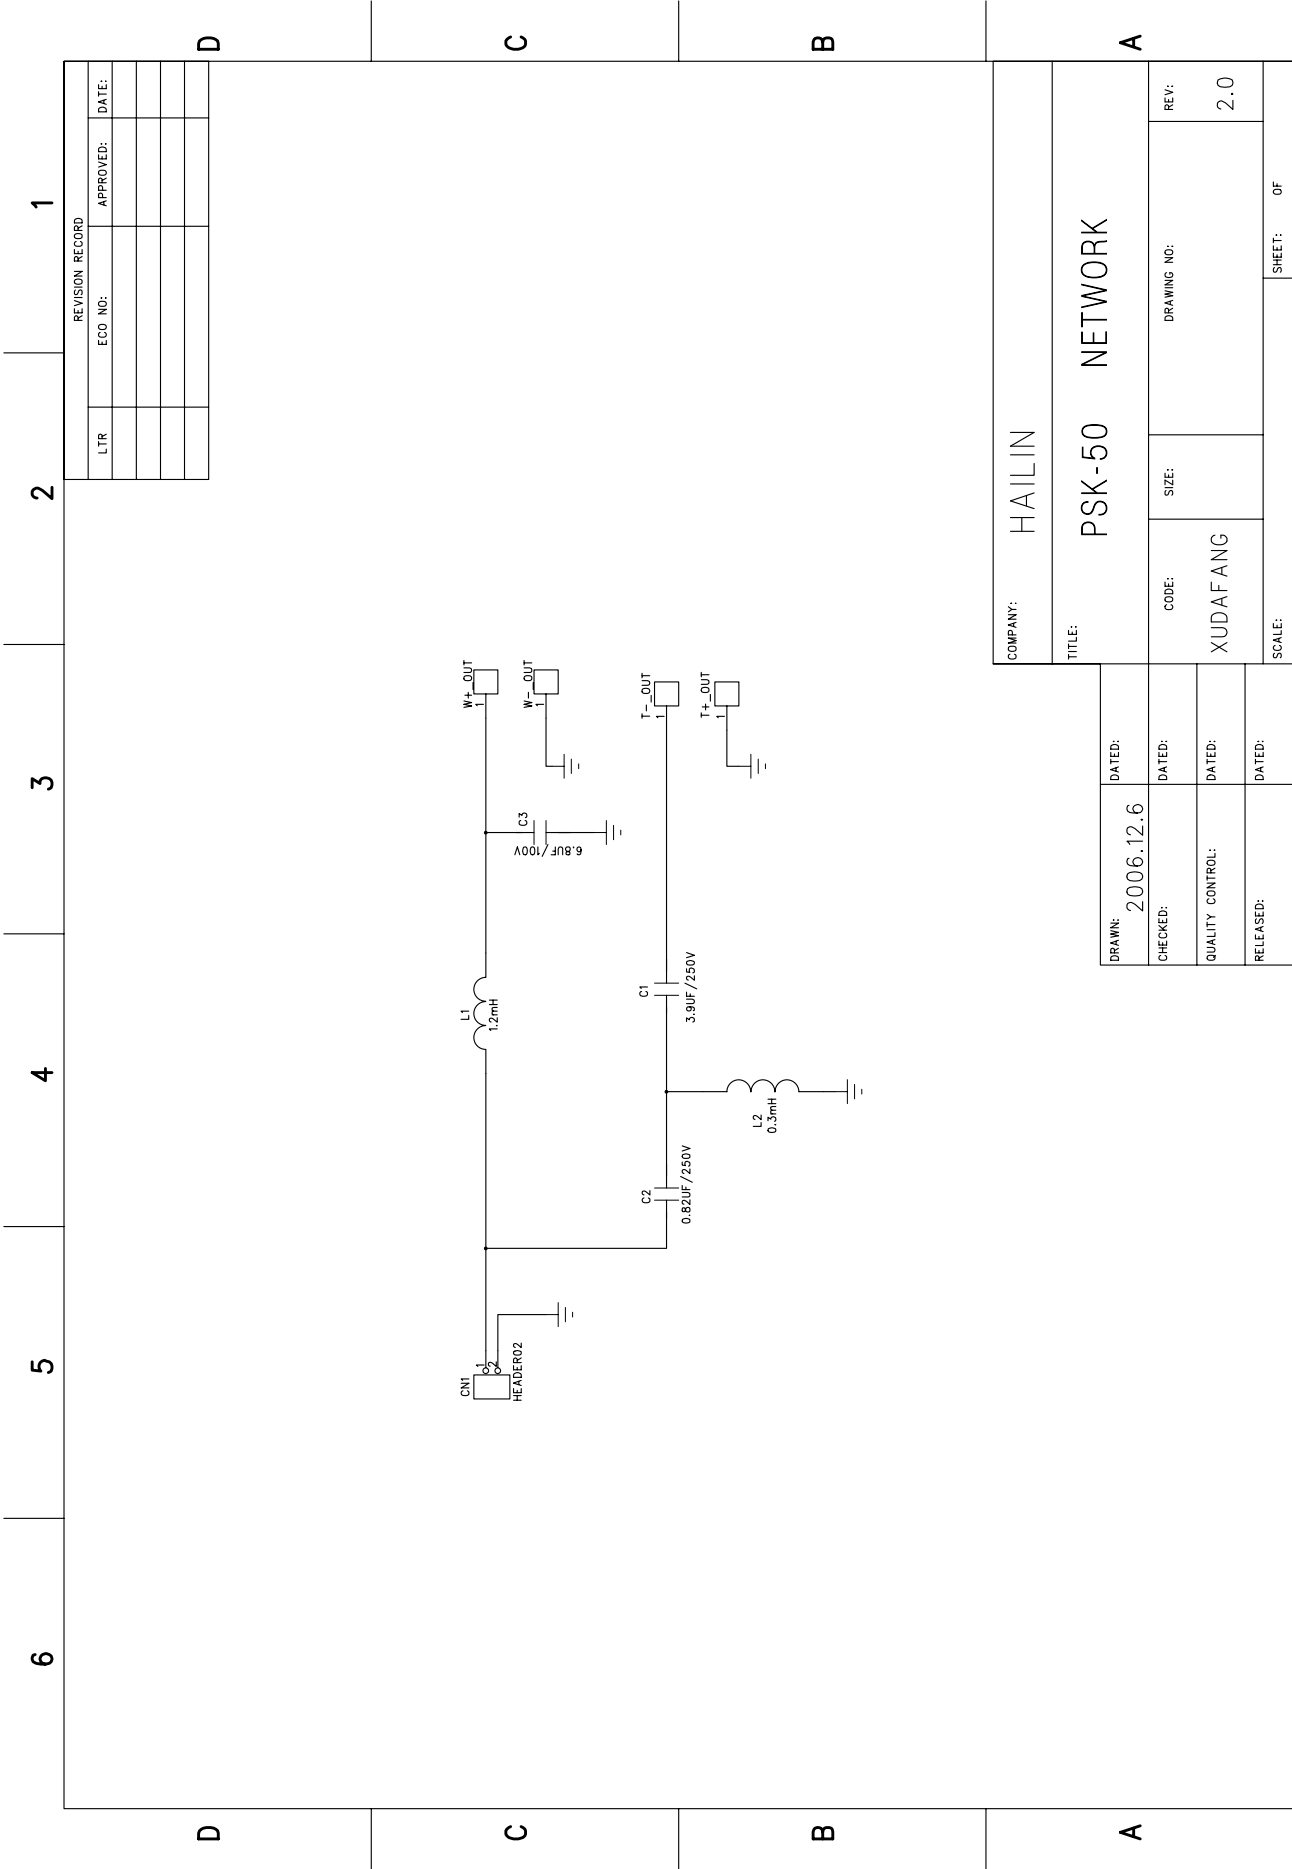 6
5
4
3
2
1
D
D
C
C
B
B
A
A
REVISION RECORD
LTR
ECO NO:
APPROVED:
DATE:
CN1
1
2
HEADER02
L1
1.2mH
C3
6.8UF/100V
W+_OUT
1
W-_OUT
1
C2
0.82UF/250V
C1
3.9UF/250V
L2
0.3mH
T-_OUT
1
T+_OUT
1
COMPANY:
HAILIN
TITLE:
PSK-50 NETWORK
DRAWN:
2006.12.6
DATED:
CHECKED:
DATED:
QUALITY CONTROL:
DATED:
RELEASED:
DATED:
CODE:
XUDAFANG
SIZE:
DRAWING NO:
REV:
2.0
SCALE:
SHEET: OF